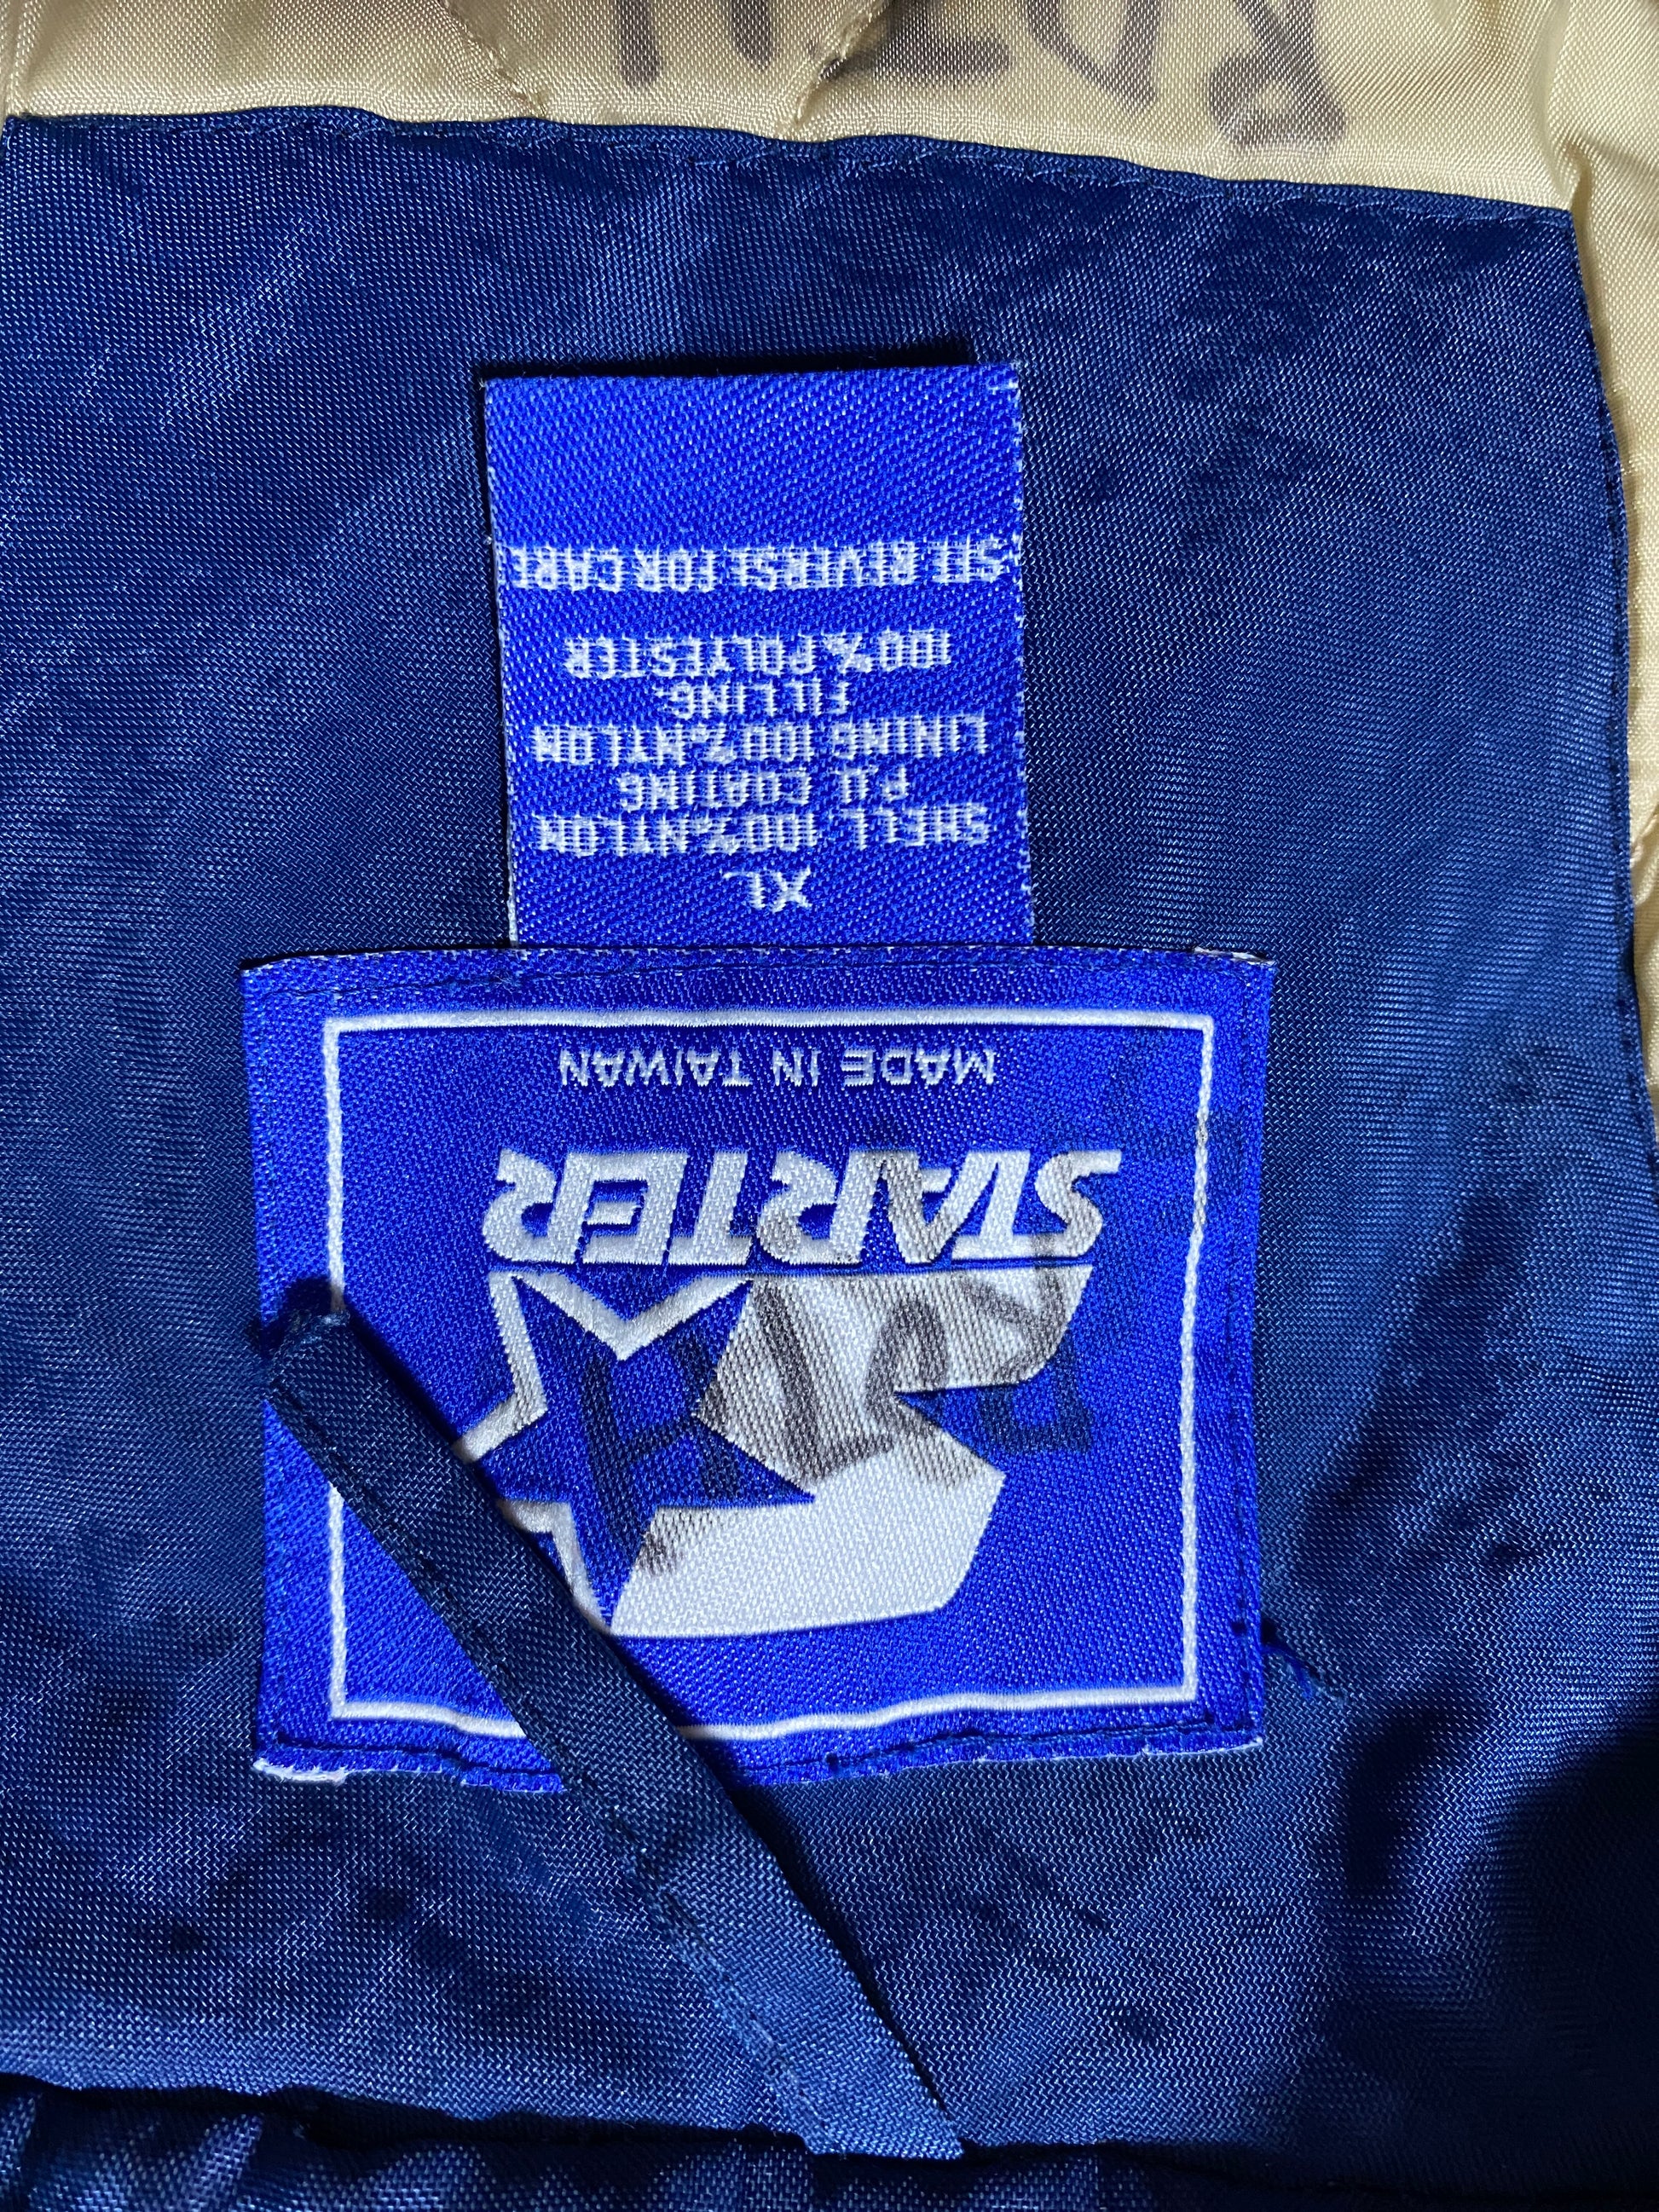 STARTER
MADE IN TAIWAN
XL
SHELL 100% NYLON
P.U. COATING
LINING 100% NYLON
FILLING:
100% POLYESTER
SEE REVERSE FOR CARE